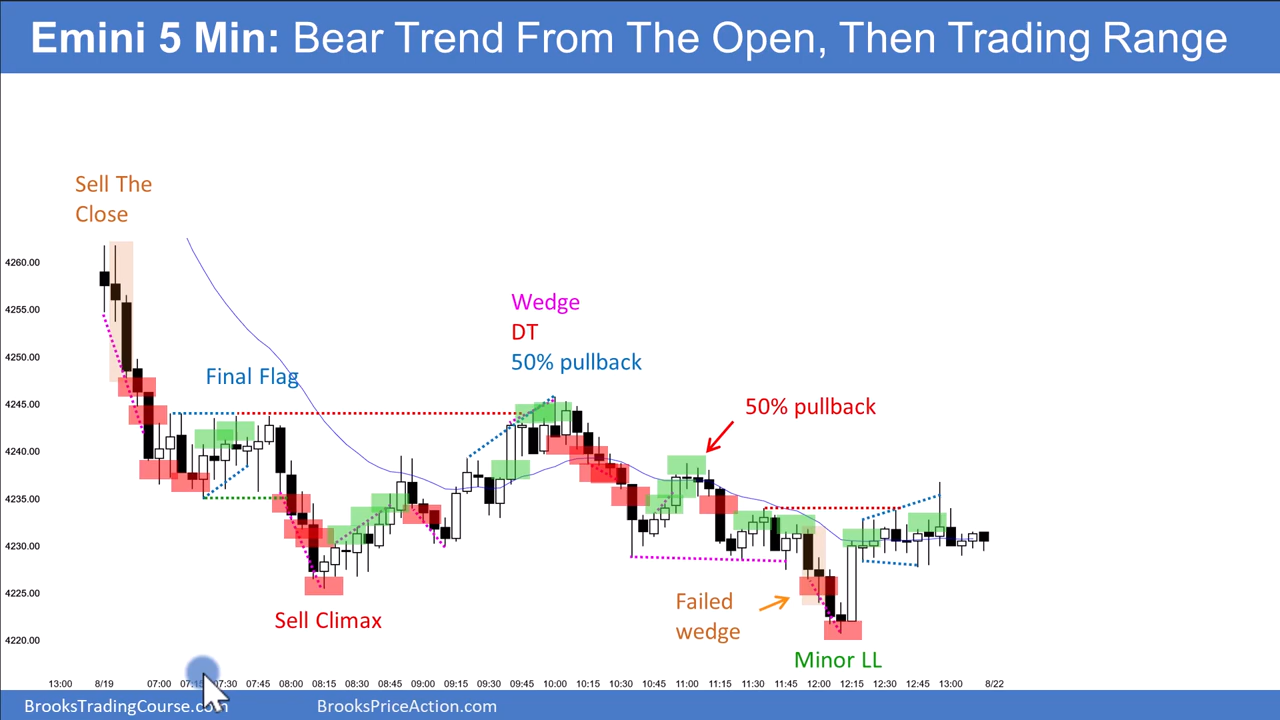 Emini 5 Min: Bear Trend From The Open, Then Trading Range
Sell The
Close
4260.00
4255.00
4250.00
4245.00
4240.00
4235.00
4230.00
4225.00
4220.00
Final Flag
Wedge
DT
50% pullback
50% pullback
Sell Climax
Failed
wedge
Minor LL
13:00 8/19 07:00 07:15 07:30 07:45 08:00 08:15 08:30 08:45 09:00 09:15 09:30 09:45 10:00 10:15 10:30 10:45 11:00 11:15 11:30 11:45 12:00 12:15 12:30 12:45 13:00 8/22
BrooksTradingCourse.com BrooksPriceAction.com